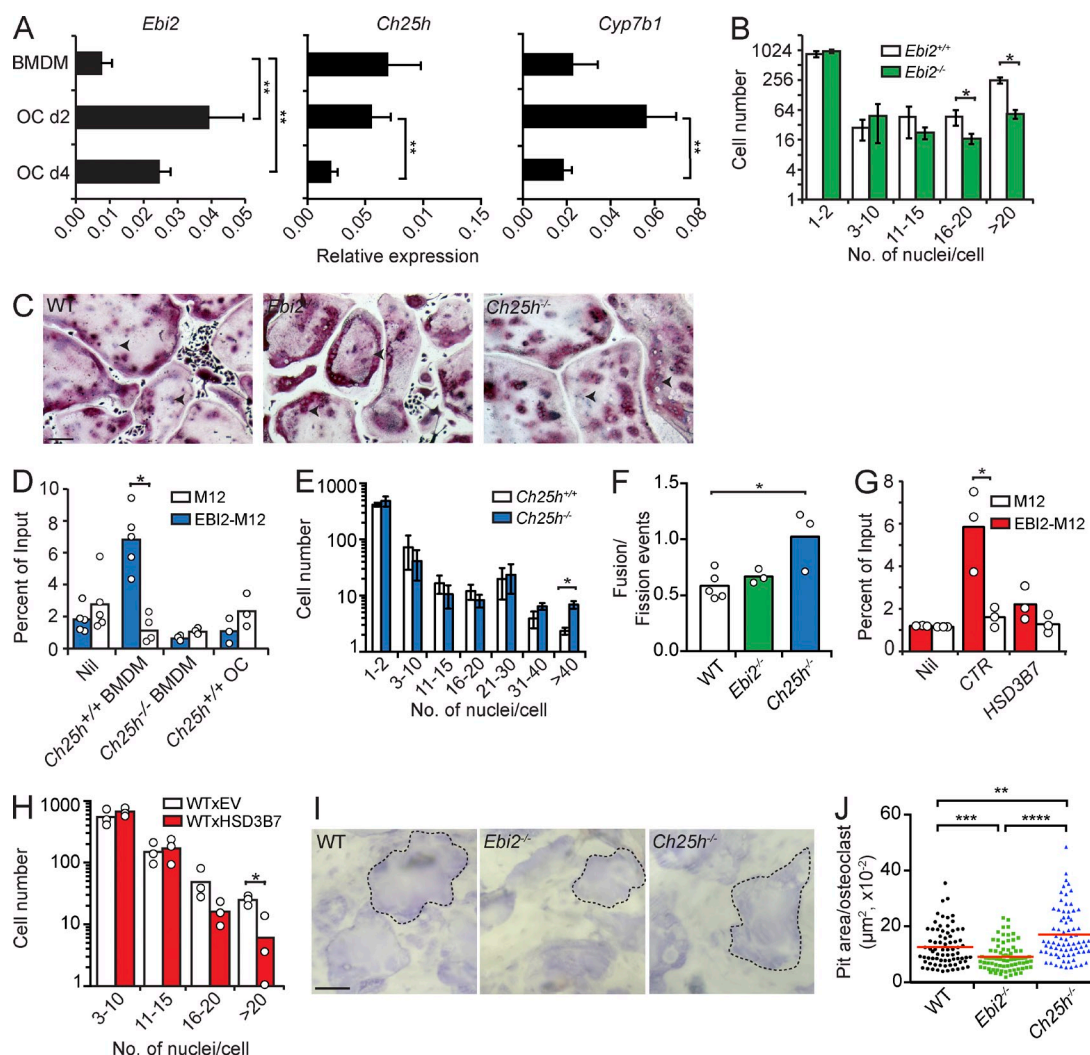 A
Ebi2
Ch25h
Cyp7b1
BMDM
OC d2
OC d4
**
**
**
**
0.00
0.01
0.02
0.03
0.04
0.05
0.00
0.05
0.10
0.15
0.00
0.02
0.04
0.06
0.08
Relative expression
B
Ebi2+/+
Ebi2-/-
Cell number
1024
256
64
16
4
1
*
*
1-2
3-10
11-15
16-20
>20
No. of nuclei/cell
C
WT
Ebi2-/-
Ch25h-/-
D
M12
EBI2-M12
Percent of Input
10
8
6
4
2
0
*
Nil
Ch25h+/+ BMDM
Ch25h-/- BMDM
Ch25h+/+ OC
E
Ch25h+/+
Ch25h-/-
Cell number
1000
100
10
1
*
1-2
3-10
11-15
16-20
21-30
31-40
>40
No. of nuclei/cell
F
Fusion/
Fission events
1.5
1.0
0.5
0.0
*
WT
Ebi2-/-
Ch25h-/-
G
M12
EBI2-M12
Percent of Input
8
6
4
2
0
*
Nil
CTR
HSD3B7
H
WTxEV
WTxHSD3B7
Cell number
1000
100
10
1
*
3-10
11-15
16-20
>20
No. of nuclei/cell
I
WT
Ebi2-/-
Ch25h-/-
J
Pit area/osteoclast
(µm², x10-2)
60
40
20
0
**
***
****
WT
Ebi2-/-
Ch25h-/-